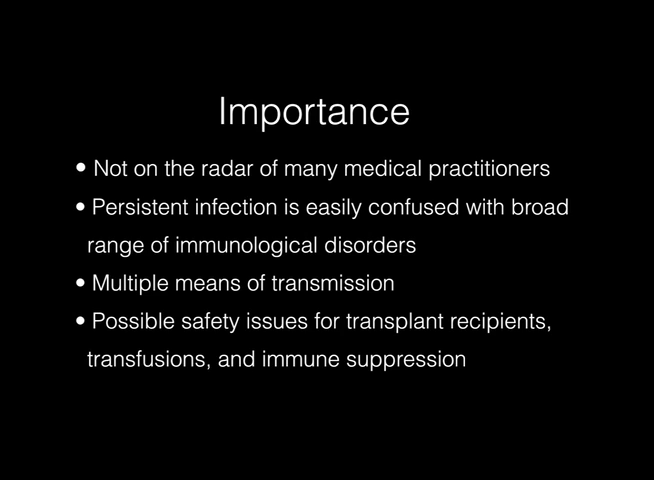 Importance
• Not on the radar of many medical practitioners
• Persistent infection is easily confused with broad
range of immunological disorders
• Multiple means of transmission
• Possible safety issues for transplant recipients,
transfusions, and immune suppression